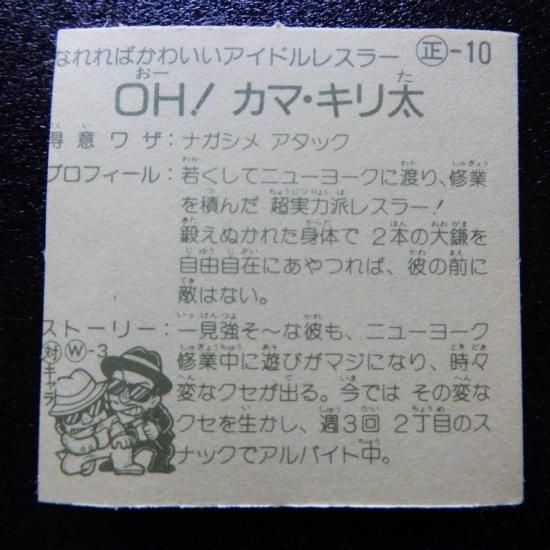 なれればかわいいアイドルレスラー 正-10
OH! カマ・キリ太
得意ワザ:ナガシメ アタック
プロフィール:若くしてニューヨークに渡り、修業
を積んだ 超実力派レスラー!
鍛えぬかれた身体で 2本の大鎌を
自由自在にあやつれば、彼の前に
敵はない。
ストーリー:一見強そ〜な彼も、ニューヨーク
修業中に遊びがマジになり、時々
変なクセが出る。今では その変な
クセを生かし、週3回 2丁目のス
ナックでアルバイト中。
対 W-3
キャラ